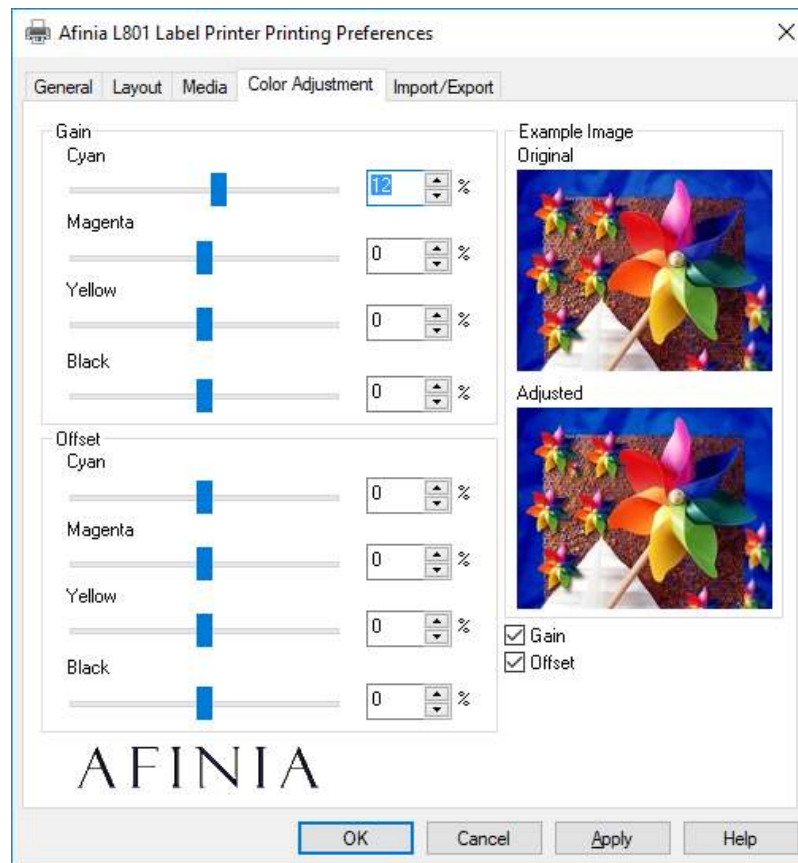 Afinia L801 Label Printer Printing Preferences
General Layout Media Color Adjustment Import/Export
Gain
Cyan
12 %
Magenta
0 %
Yellow
0 %
Black
0 %
Offset
Cyan
0 %
Magenta
0 %
Yellow
0 %
Black
0 %
Example Image
Original
Adjusted
Gain
Offset
AFINIA
OK Cancel Apply Help